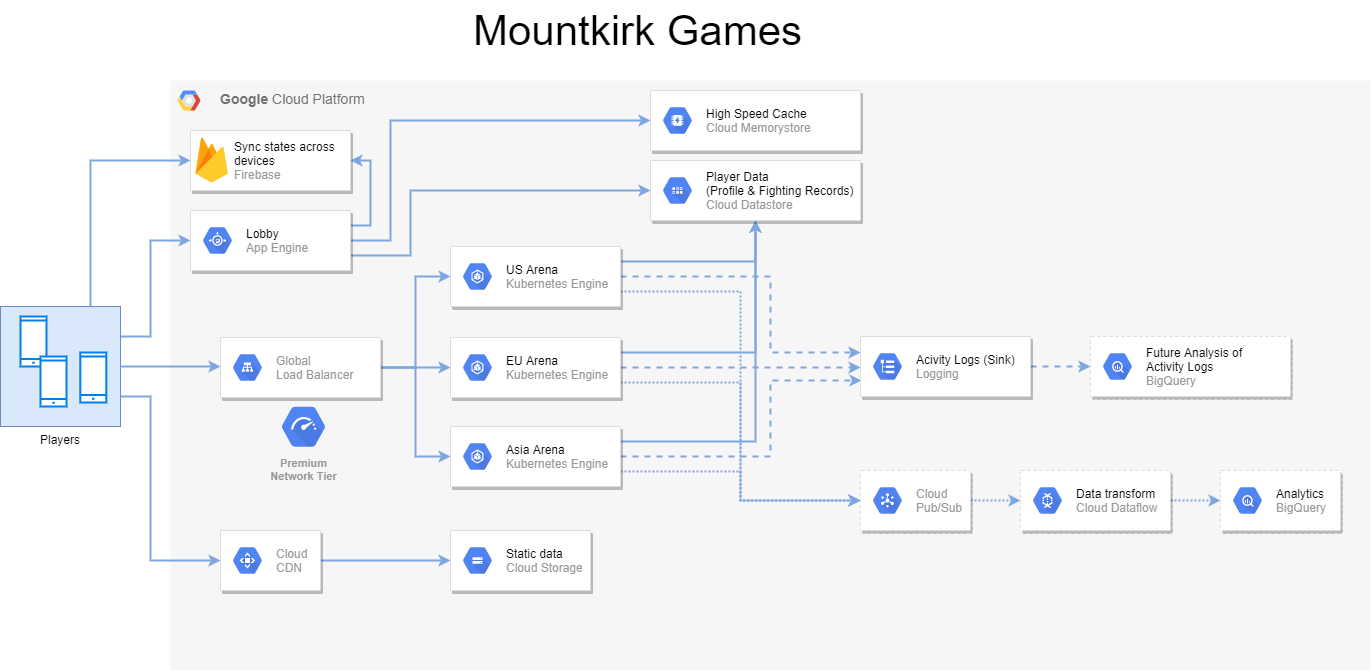 Mountkirk Games
Google Cloud Platform
Sync states across
devices
Firebase
Lobby
App Engine
High Speed Cache
Cloud Memorystore
Player Data
(Profile & Fighting Records)
Cloud Datastore
US Arena
Kubernetes Engine
Players
Global
Load Balancer
Premium
Network Tier
EU Arena
Kubernetes Engine
Asia Arena
Kubernetes Engine
Acivity Logs (Sink)
Logging
Future Analysis of
Activity Logs
BigQuery
Cloud
Pub/Sub
Data transform
Cloud Dataflow
Analytics
BigQuery
Cloud
CDN
Static data
Cloud Storage